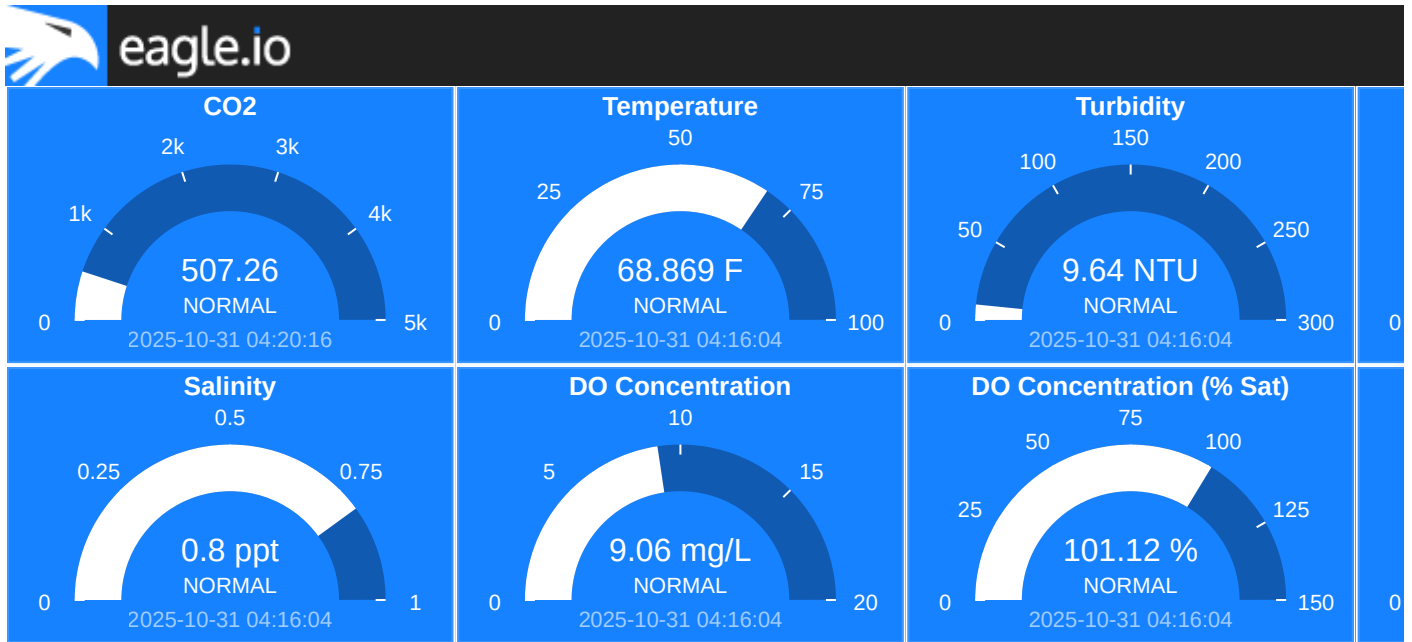 eagle.io
CO2
0
1k
2k
3k
4k
5k
507.26
NORMAL
2025-10-31 04:20:16
Temperature
0
25
50
75
100
68.869 F
NORMAL
2025-10-31 04:16:04
Turbidity
0
50
100
150
200
250
300
9.64 NTU
NORMAL
2025-10-31 04:16:04
0
Salinity
0
0.25
0.5
0.75
1
0.8 ppt
NORMAL
2025-10-31 04:16:04
DO Concentration
0
5
10
15
20
9.06 mg/L
NORMAL
2025-10-31 04:16:04
DO Concentration (% Sat)
0
25
50
75
100
125
150
101.12 %
NORMAL
2025-10-31 04:16:04
0